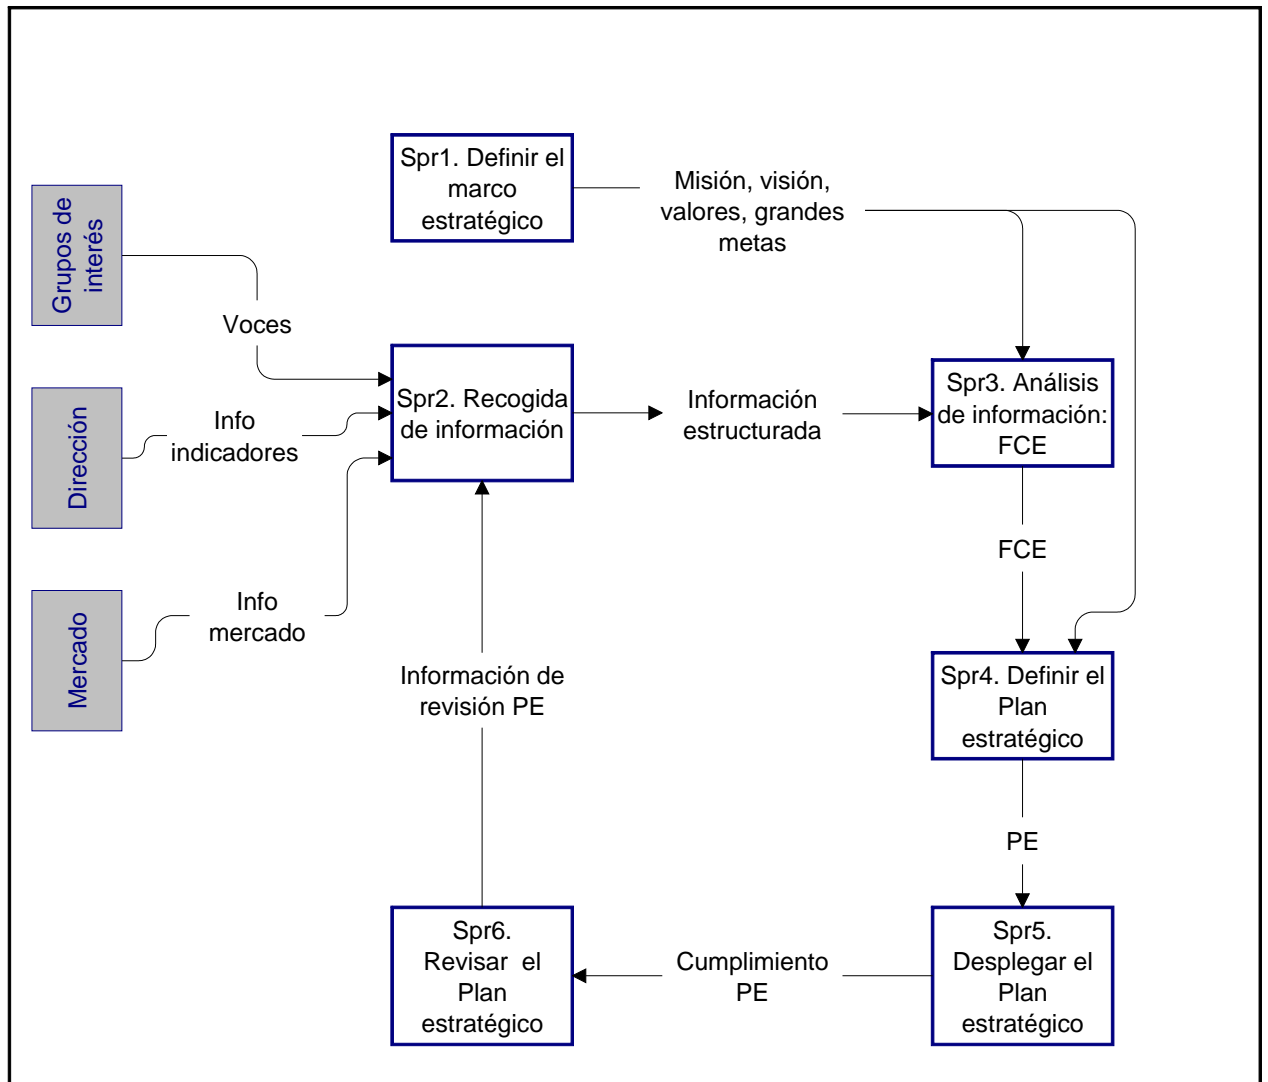 Spr1. Definir el
marco
estratégico
Misión, visión,
valores, grandes
metas
Grupos de
interés
Voces
Spr2. Recogida
de información
Información
estructurada
Spr3. Análisis
de información:
FCE
Dirección
Info
indicadores
FCE
Mercado
Info
mercado
Información de
revisión PE
Spr4. Definir el
Plan
estratégico
PE
Spr6.
Revisar  el
Plan
estratégico
Cumplimiento
PE
Spr5.
Desplegar el
Plan
estratégico